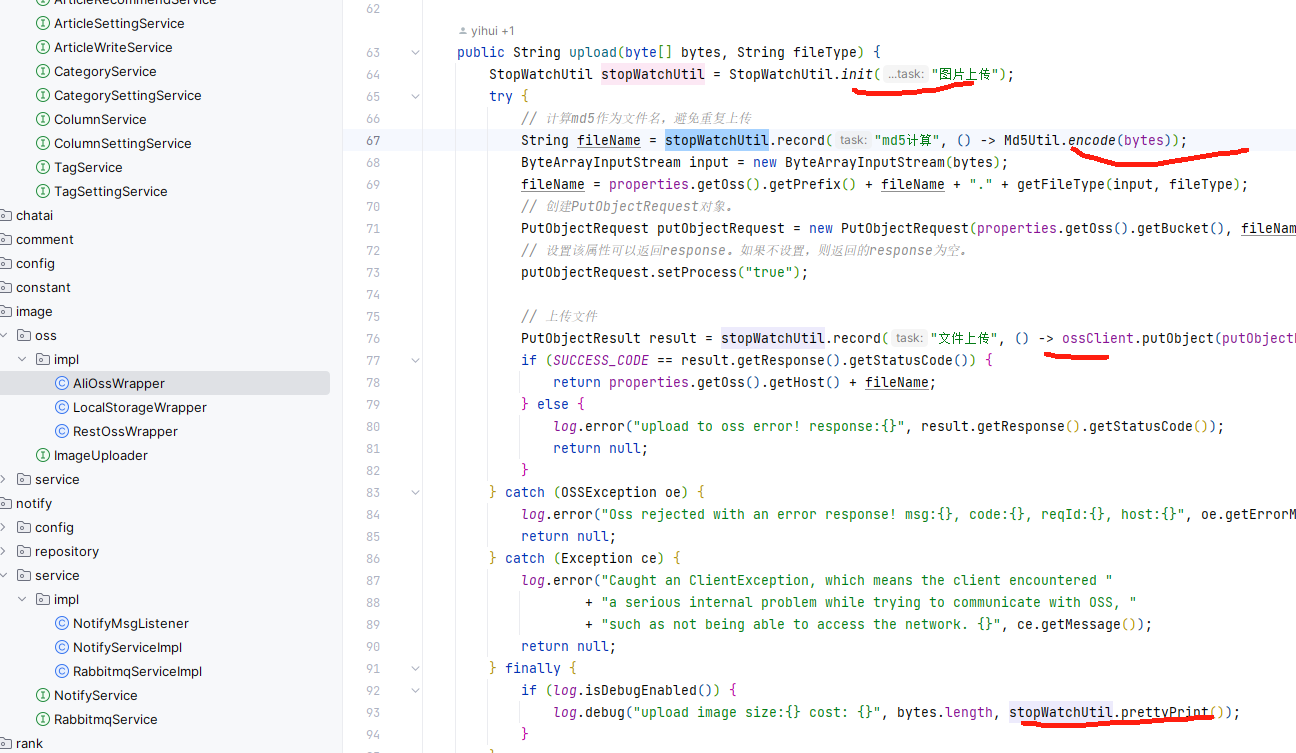 ArticleRecommendService
ArticleSettingService
ArticleWriteService
CategoryService
CategorySettingService
ColumnService
ColumnSettingService
TagService
TagSettingService
chatai
comment
config
constant
image
oss
impl
AliOssWrapper
LocalStorageWrapper
RestOssWrapper
ImageUploader
service
notify
config
repository
service
impl
NotifyMsgListener
NotifyServiceImpl
RabbitmqServiceImpl
NotifyService
RabbitmqService
rank
62
yihui +1
63 public String upload(byte[] bytes, String fileType) {
64 StopWatchUtil stopWatchUtil = StopWatchUtil.init( ...task: "图片上传");
65 try {
66 // 计算md5作为文件名，避免重复上传
67 String fileName = stopWatchUtil.record( task: "md5计算", () -> Md5Util.encode(bytes));
68 ByteArrayInputStream input = new ByteArrayInputStream(bytes);
69 fileName = properties.getOss().getPrefix() + fileName + "." + getFileType(input, fileType);
70 // 创建PutObjectRequest对象。
71 PutObjectRequest putObjectRequest = new PutObjectRequest(properties.getOss().getBucket(), fileNam
72 // 设置该属性可以返回response。如果不设置，则返回的response为空。
73 putObjectRequest.setProcess("true");
74
75 // 上传文件
76 PutObjectResult result = stopWatchUtil.record( task: "文件上传", () -> ossClient.putObject(putObject
77 if (SUCCESS_CODE == result.getResponse().getStatusCode()) {
78 return properties.getOss().getHost() + fileName;
79 } else {
80 log.error("upload to oss error! response:{}", result.getResponse().getStatusCode());
81 return null;
82 }
83 } catch (OSSException oe) {
84 log.error("Oss rejected with an error response! msg:{}, code:{}, reqId:{}, host:{}", oe.getErrorM
85 return null;
86 } catch (Exception ce) {
87 log.error("Caught an ClientException, which means the client encountered "
88 + "a serious internal problem while trying to communicate with OSS, "
89 + "such as not being able to access the network. {}", ce.getMessage());
90 return null;
91 } finally {
92 if (log.isDebugEnabled()) {
93 log.debug("upload image size:{} cost: {}", bytes.length, stopWatchUtil.prettyPrint());
94 }